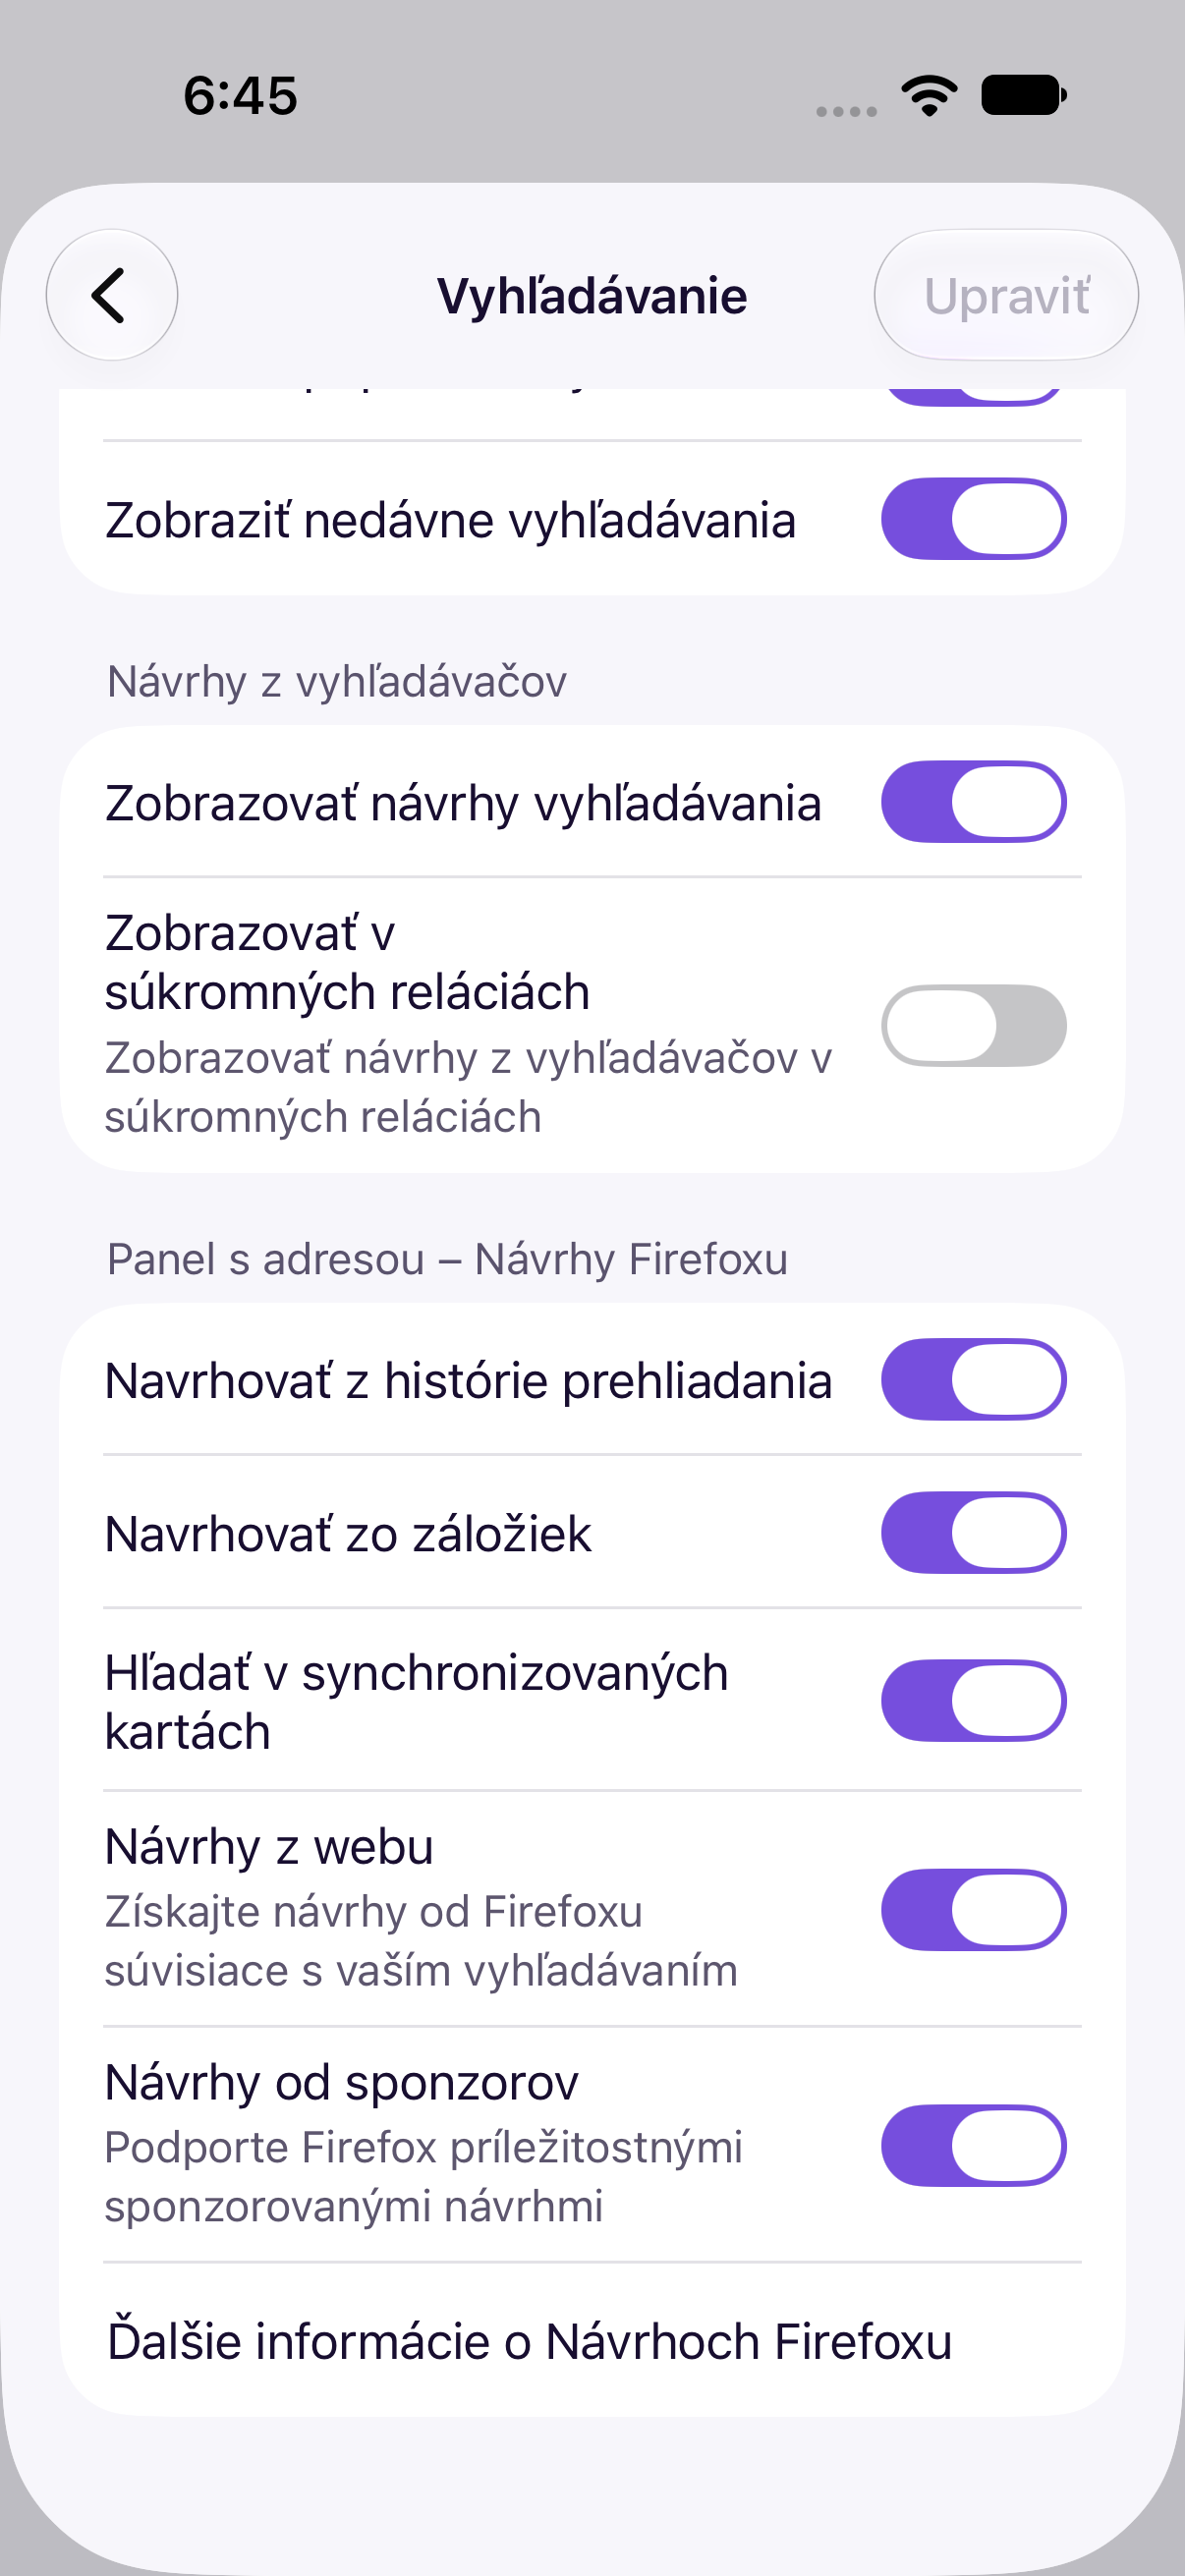 6:45
Vyhľadávanie
Upraviť
Zobraziť nedávne vyhľadávania
Návrhy z vyhľadávačov
Zobrazovať návrhy vyhľadávania
Zobrazovať v
súkromných reláciách
Zobrazovať návrhy z vyhľadávačov v
súkromných reláciách
Panel s adresou – Návrhy Firefoxu
Navrhovať z histórie prehliadania
Navrhovať zo záložiek
Hľadať v synchronizovaných
kartách
Návrhy z webu
Získajte návrhy od Firefoxu
súvisiace s vaším vyhľadávaním
Návrhy od sponzorov
Podporte Firefox príležitostnými
sponzorovanými návrhmi
Ďalšie informácie o Návrhoch Firefoxu